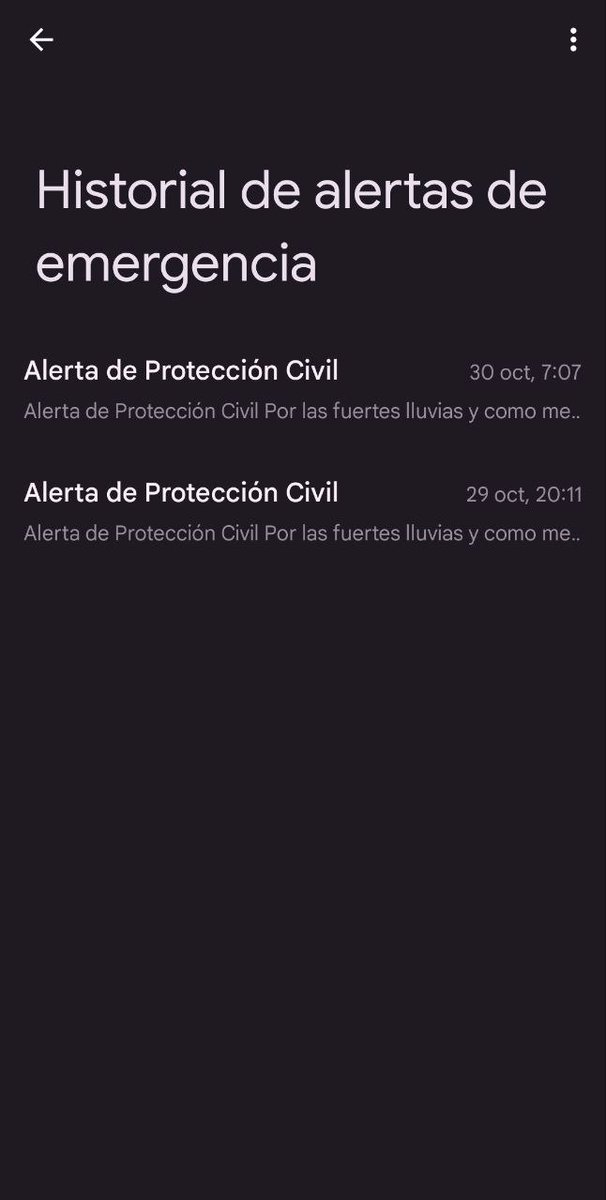 Historial de alertas de
emergencia
Alerta de Protección Civil 30 oct, 7:07
Alerta de Protección Civil Por las fuertes lluvias y como me..
Alerta de Protección Civil 29 oct, 20:11
Alerta de Protección Civil Por las fuertes lluvias y como me..